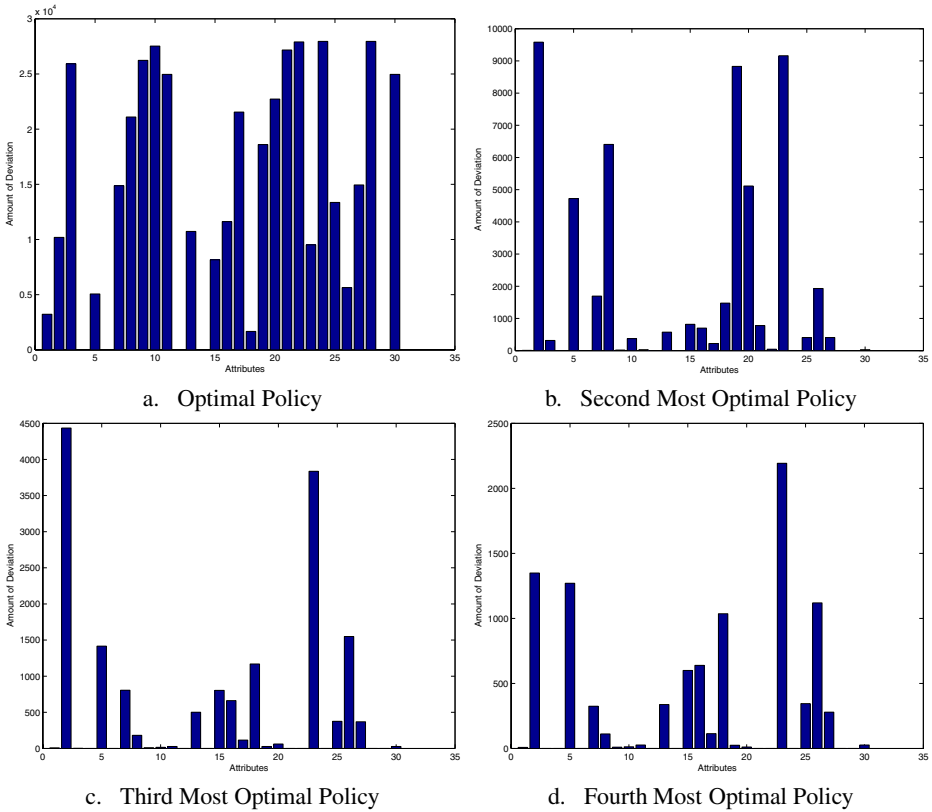 3 x 10^4
2.5
2
1.5
1
0.5
0
Amount of Deviation
0 5 10 15 20 25 30 35
Attributes
a. Optimal Policy
10000
9000
8000
7000
6000
5000
4000
3000
2000
1000
0
Amount of Deviation
0 5 10 15 20 25 30 35
Attributes
b. Second Most Optimal Policy
4500
4000
3500
3000
2500
2000
1500
1000
500
0
Amount of Deviation
0 5 10 15 20 25 30 35
Attributes
c. Third Most Optimal Policy
2500
2000
1500
1000
500
0
Amount of Deviation
0 5 10 15 20 25 30 35
Attributes
d. Fourth Most Optimal Policy